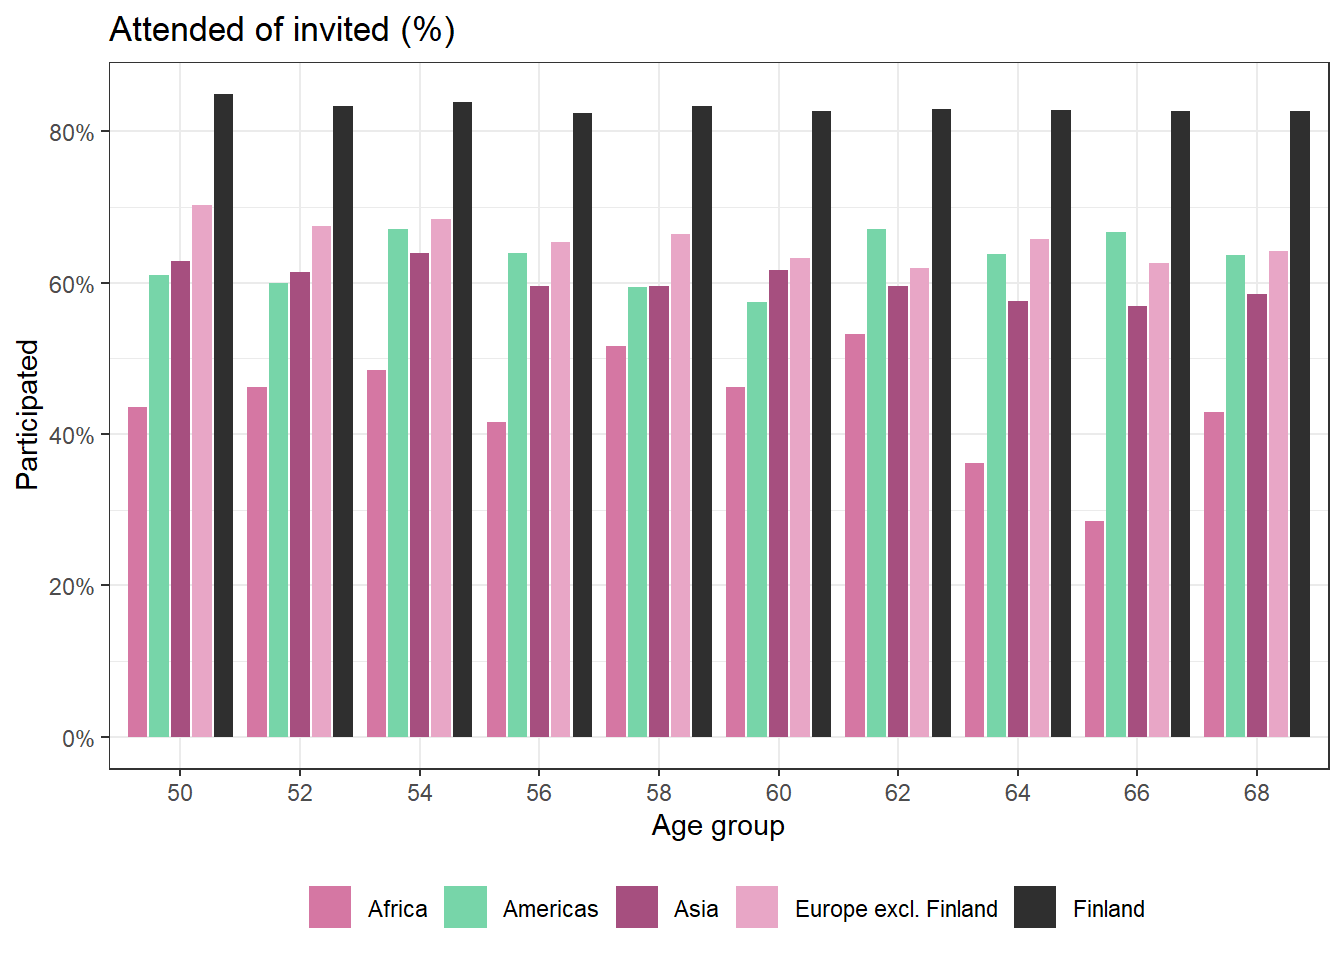 Attended of invited (%)
Participated
80%
60%
40%
20%
0%
50 52 54 56 58 60 62 64 66 68
Age group
Africa Americas Asia Europe excl. Finland Finland